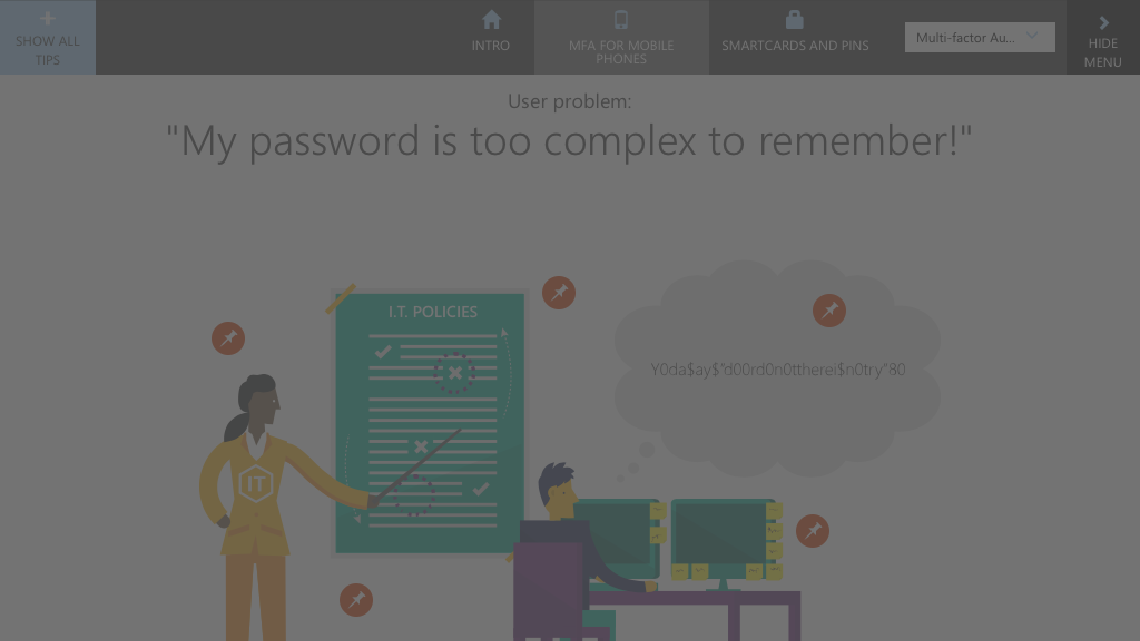 SHOW ALL
TIPS
INTRO
MFA FOR MOBILE
PHONES
SMARTCARDS AND PINS
Multi-factor Au...
HIDE
MENU
User problem:
"My password is too complex to remember!"
I.T. POLICIES
Y0da$ay$"d00rd0n0ttherei$n0try"80
IT